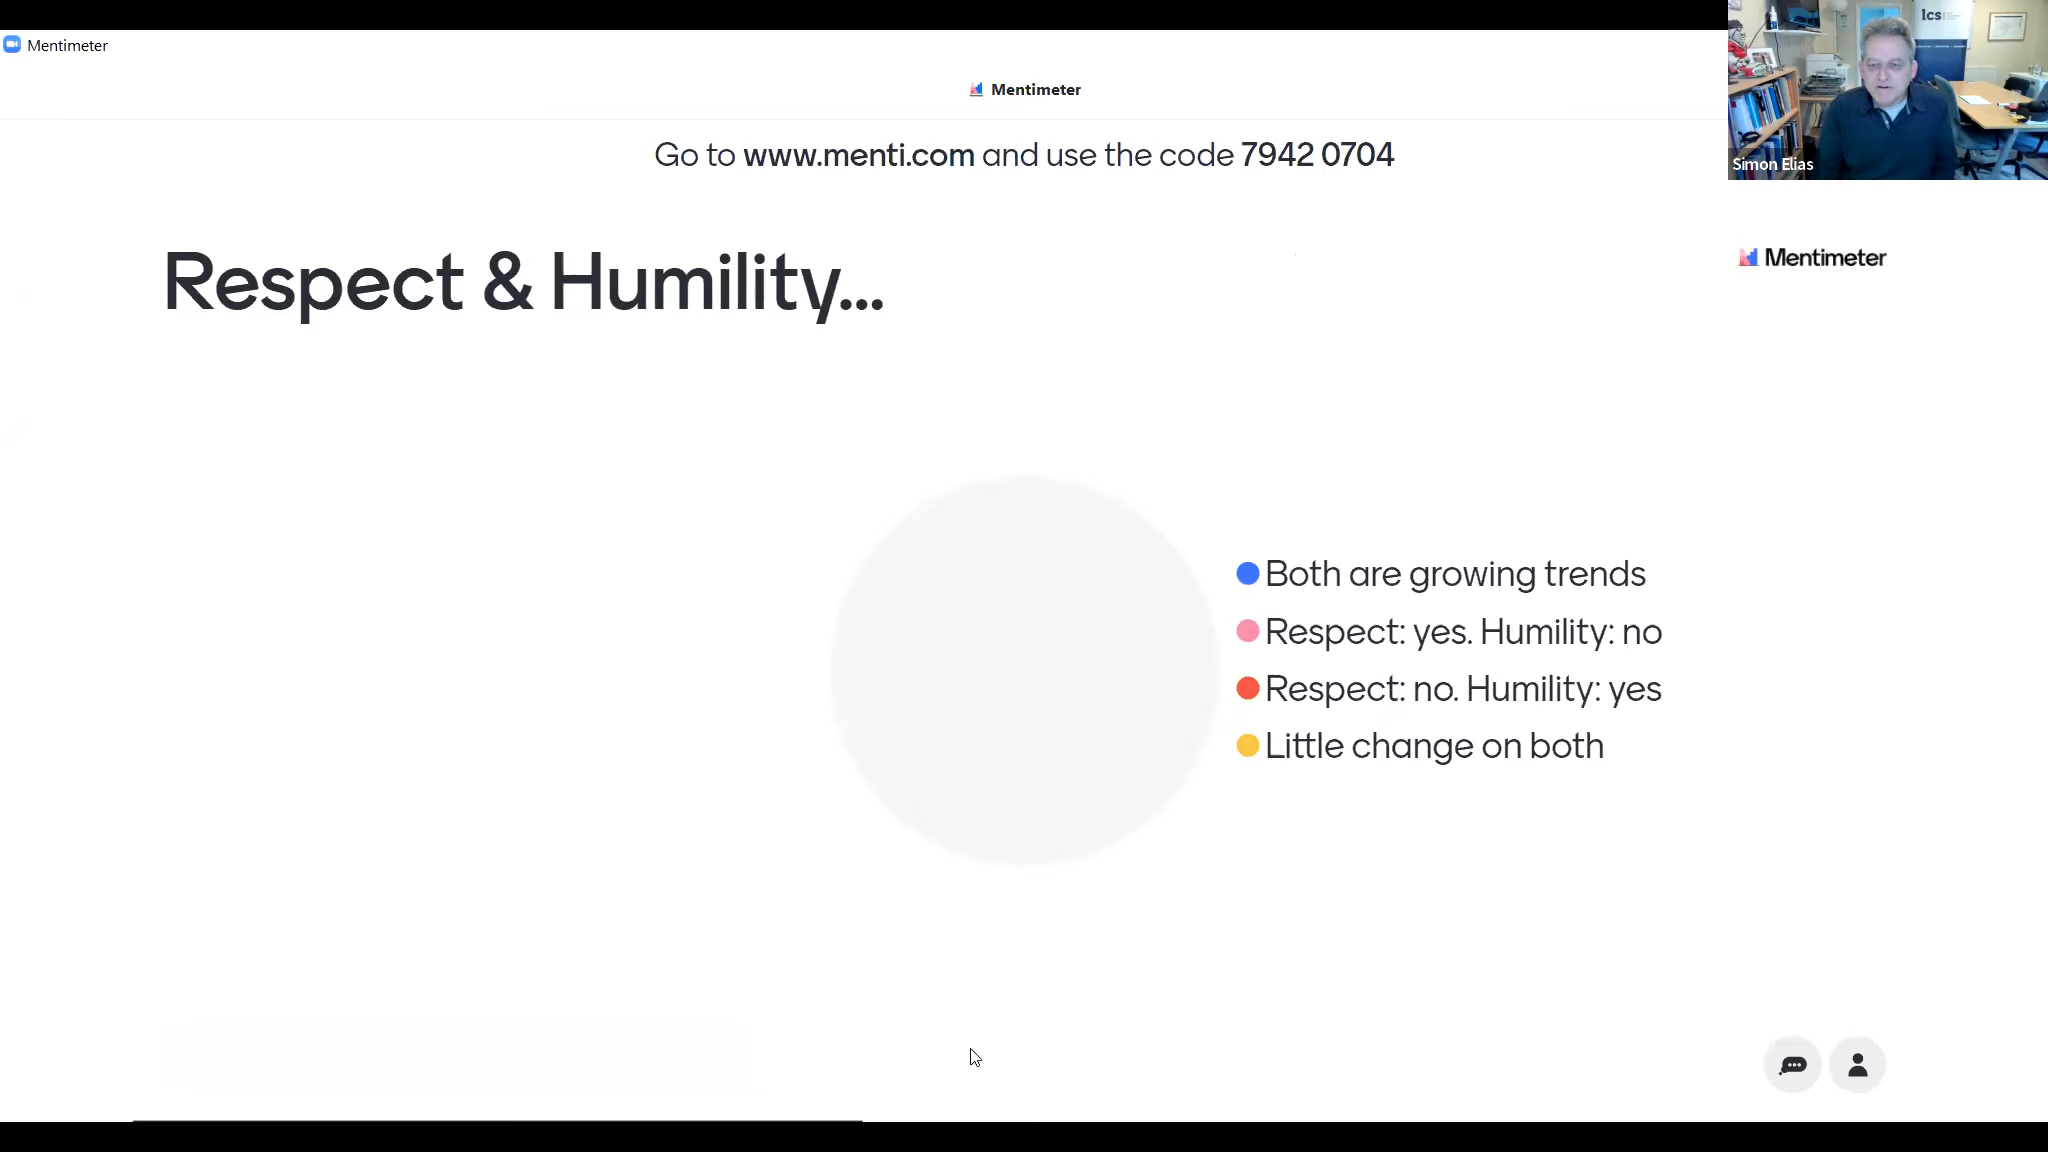 Mentimeter
Mentimeter
Go to www.menti.com and use the code 7942 0704
lcs
Simon Elias
Respect & Humility...
Mentimeter
Both are growing trends
Respect: yes. Humility: no
Respect: no. Humility: yes
Little change on both